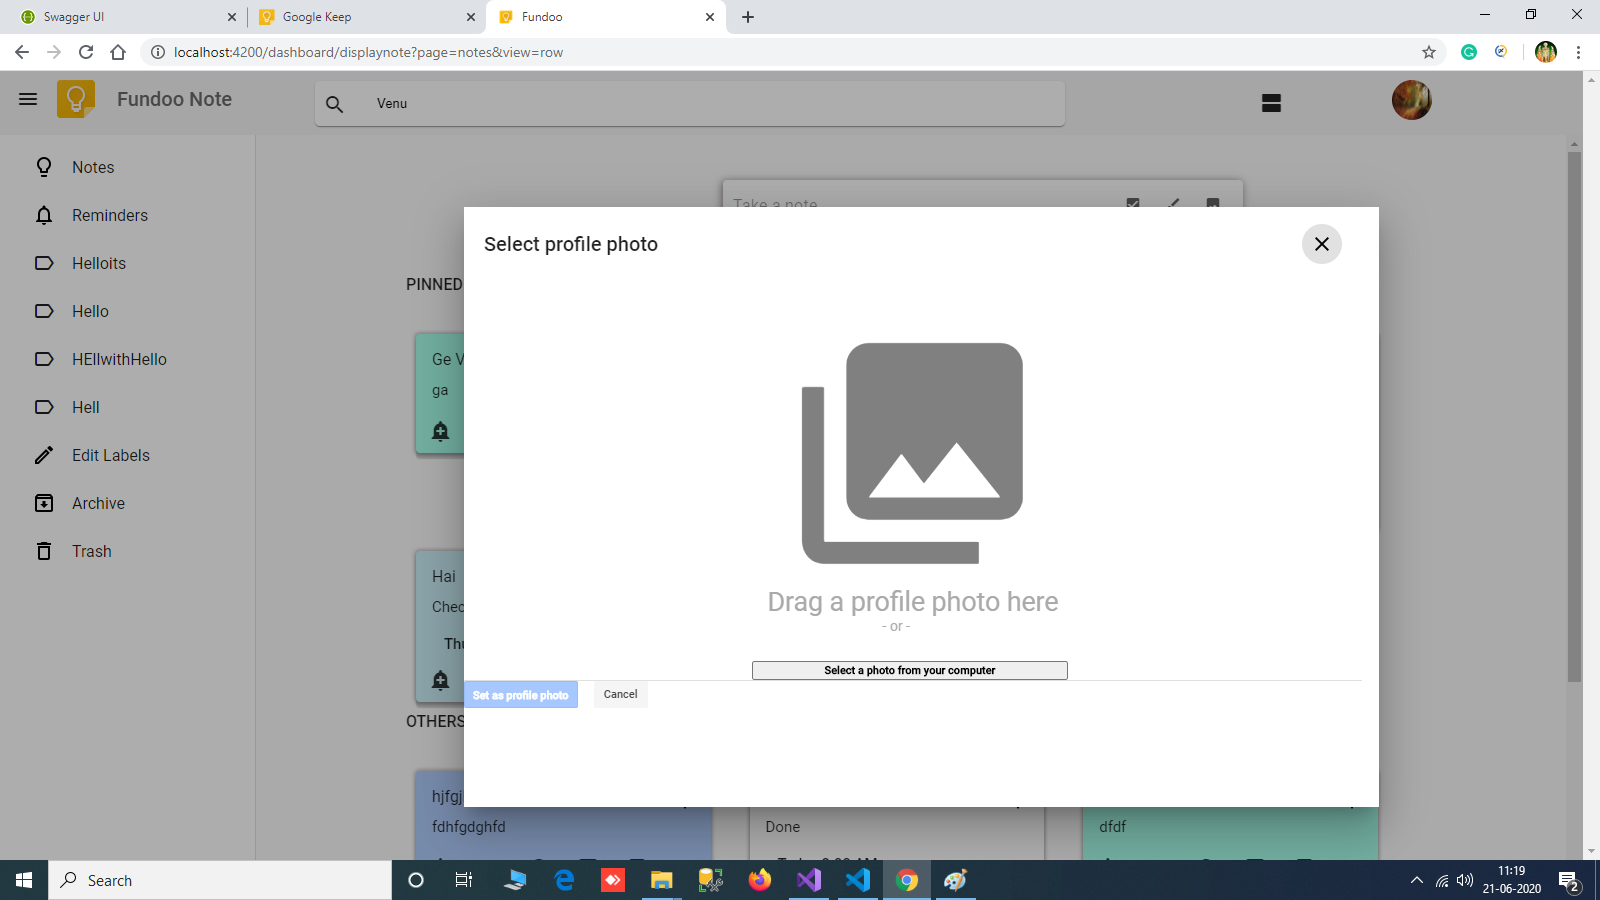 Swagger UI
Google Keep
Fundoo
localhost:4200/dashboard/displaynote?page=notes&view=row
Fundoo Note
Venu
Notes
Reminders
Helloits
Hello
HEllwithHello
Hell
Edit Labels
Archive
Trash
Take a note
Select profile photo
PINNED
Ge V
ga
Drag a profile photo here
- or -
Select a photo from your computer
Set as profile photo
Cancel
Hai
Chec
Thu
OTHERS
hjfgj
fdhfgdghfd
Done
dfdf
Search
11:19
21-06-2020
2